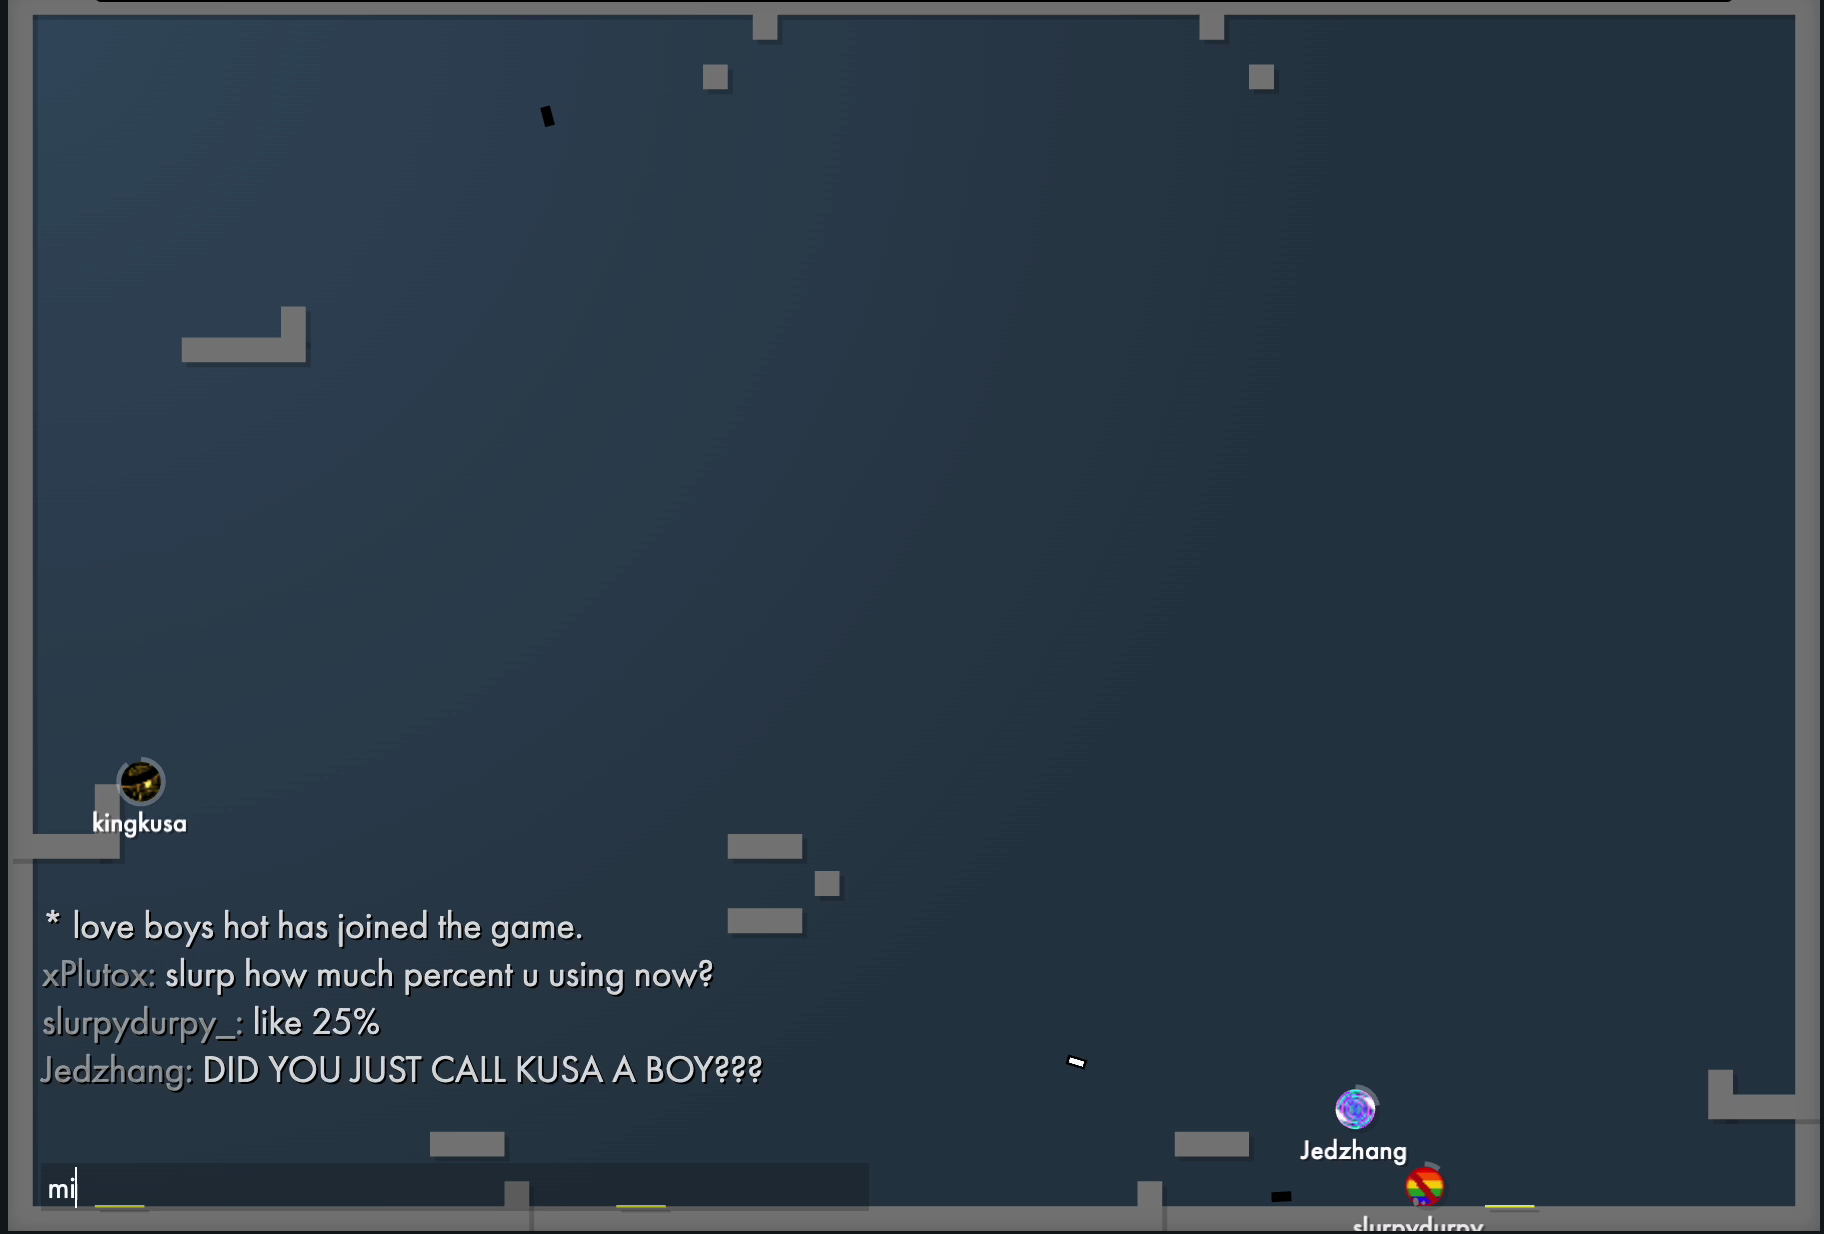 kingkusa
* love boys hot has joined the game.
xPlutox: slurp how much percent u using now?
slurpydurpy_: like 25%
Jedzhang: DID YOU JUST CALL KUSA A BOY???
Jedzhang
mi
slurpydurpy_